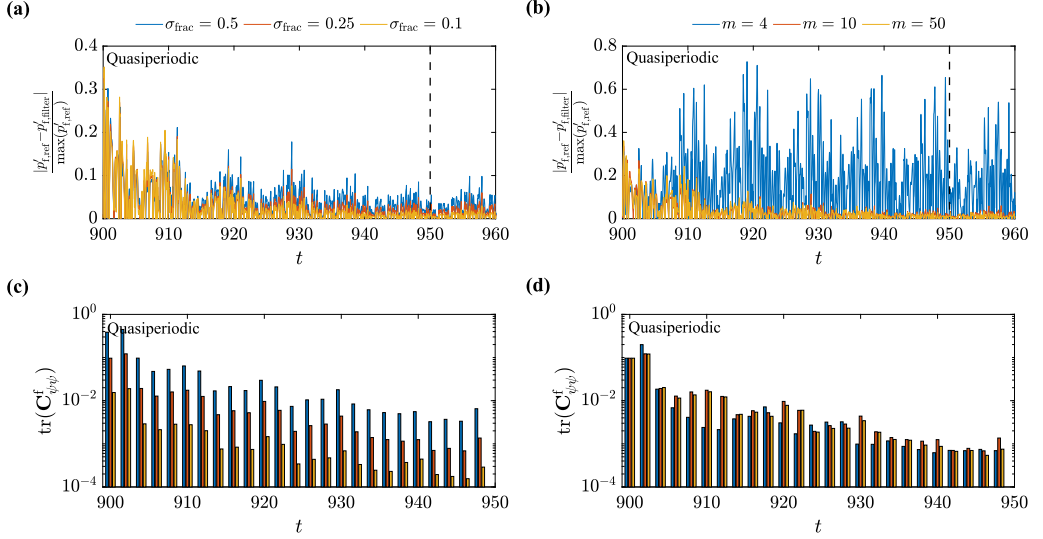 (a)
σ_frac = 0.5 σ_frac = 0.25 σ_frac = 0.1
Quasiperiodic
|p′_f,ref − p′_f,filter|
max(p′_f,ref)
0.4
0.3
0.2
0.1
0
900 910 920 930 940 950 960
t
(b)
m = 4 m = 10 m = 50
Quasiperiodic
|p′_f,ref − p′_f,filter|
max(p′_f,ref)
0.8
0.6
0.4
0.2
0
900 910 920 930 940 950 960
t
(c)
Quasiperiodic
tr(C^f_ψψ)
10^0
10^-2
10^-4
900 910 920 930 940 950
t
(d)
Quasiperiodic
tr(C^f_ψψ)
10^0
10^-2
10^-4
900 910 920 930 940 950
t